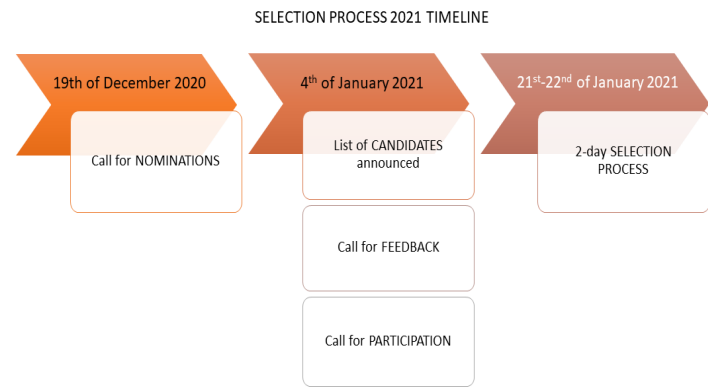 SELECTION PROCESS 2021 TIMELINE
19th of December 2020
Call for NOMINATIONS
4th of January 2021
List of CANDIDATES
announced
Call for FEEDBACK
Call for PARTICIPATION
21st-22nd of January 2021
2-day SELECTION
PROCESS